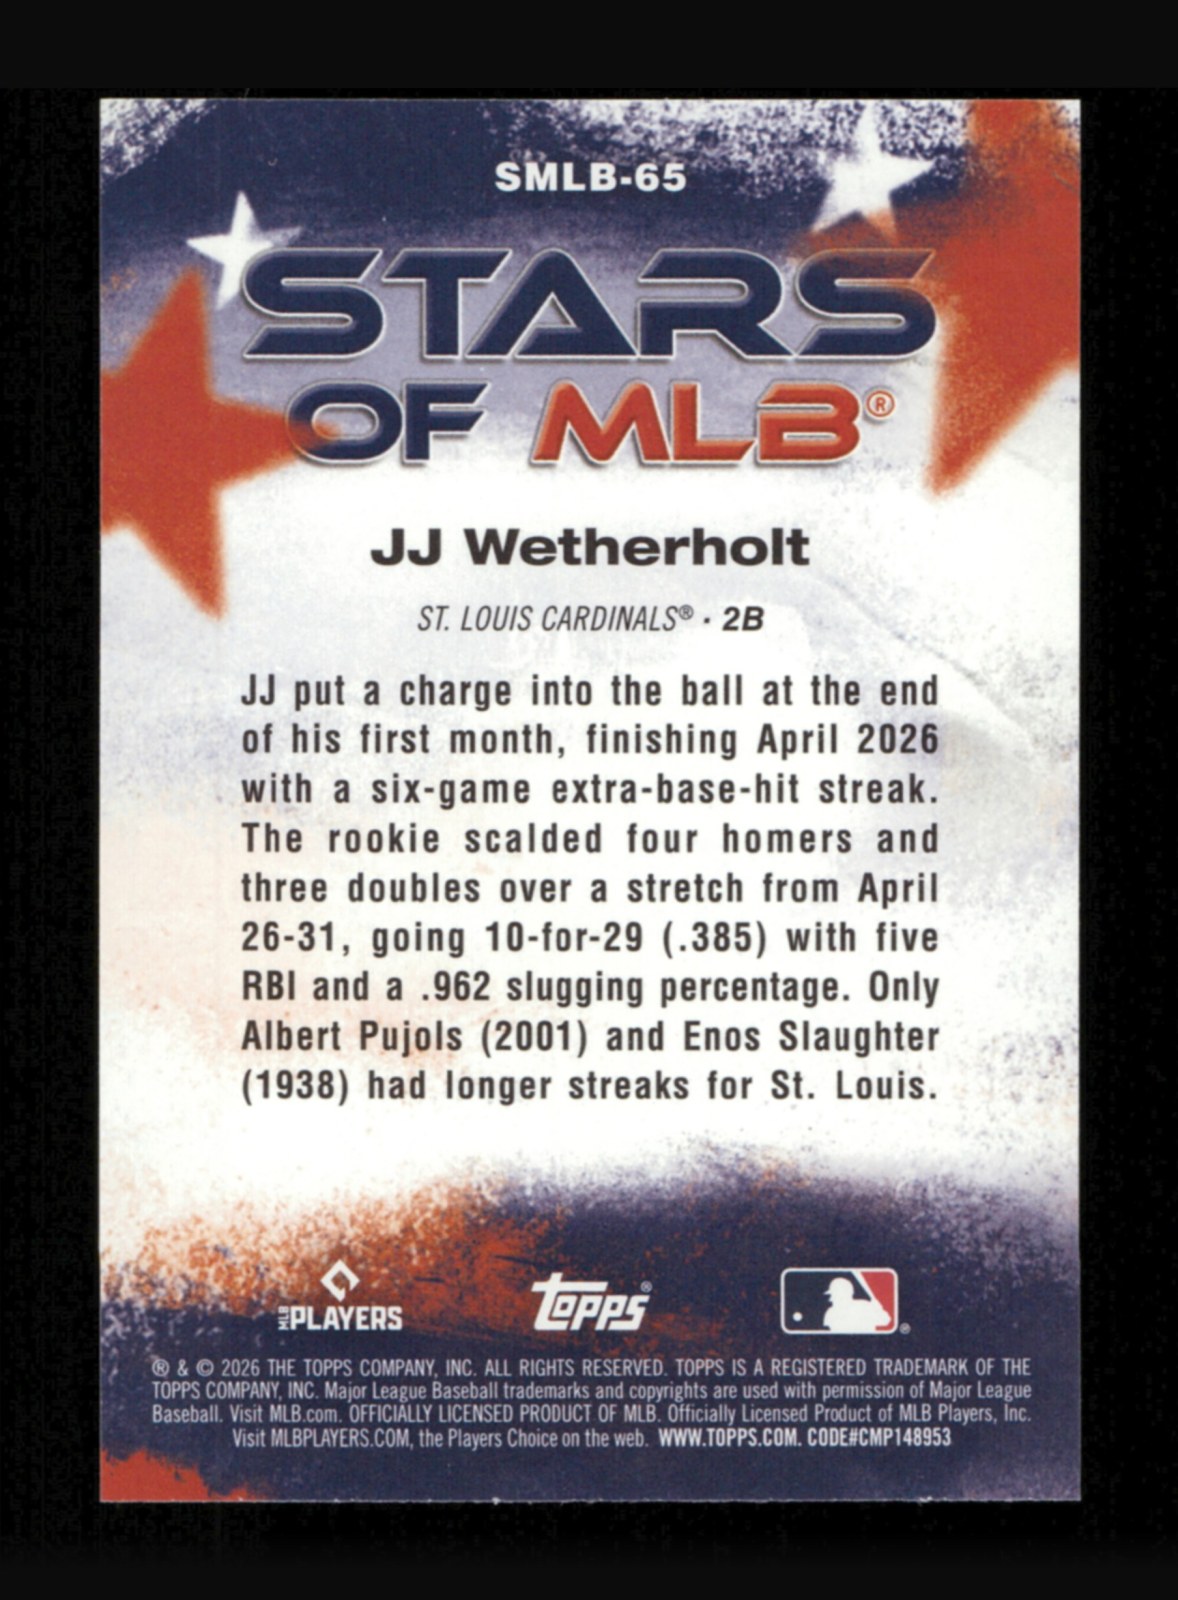 SMLB-65
STARS
OF MLB®
JJ Wetherholt
ST. LOUIS CARDINALS® · 2B
JJ put a charge into the ball at the end
of his first month, finishing April 2026
with a six-game extra-base-hit streak.
The rookie scalded four homers and
three doubles over a stretch from April
26-31, going 10-for-29 (.385) with five
RBI and a .962 slugging percentage. Only
Albert Pujols (2001) and Enos Slaughter
(1938) had longer streaks for St. Louis.
MLB PLAYERS
Topps®
®
® & © 2026 THE TOPPS COMPANY, INC. ALL RIGHTS RESERVED. TOPPS IS A REGISTERED TRADEMARK OF THE
TOPPS COMPANY, INC. Major League Baseball trademarks and copyrights are used with permission of Major League
Baseball. Visit MLB.com. OFFICIALLY LICENSED PRODUCT OF MLB. Officially Licensed Product of MLB Players, Inc.
Visit MLBPLAYERS.COM, the Players Choice on the web. WWW.TOPPS.COM. CODE#CMP148953